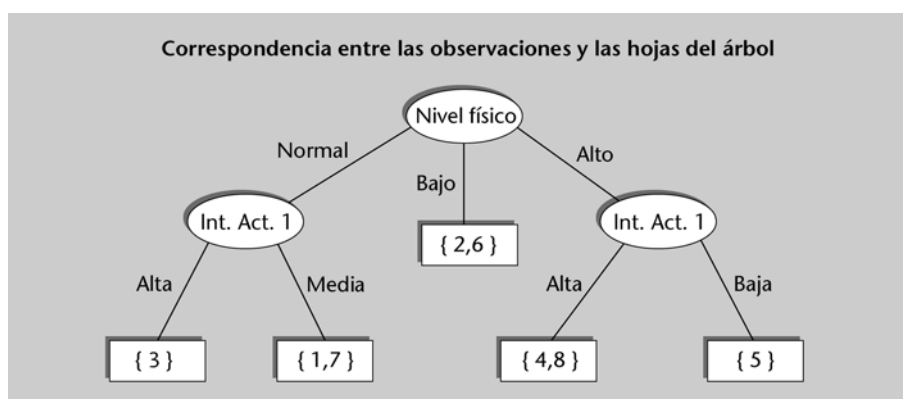 Correspondencia entre las observaciones y las hojas del árbol
Nivel físico
Normal
Bajo
Alto
Int. Act. 1
{ 2,6 }
Int. Act. 1
Alta
Media
Alta
Baja
{ 3 }
{ 1,7 }
{ 4,8 }
{ 5 }